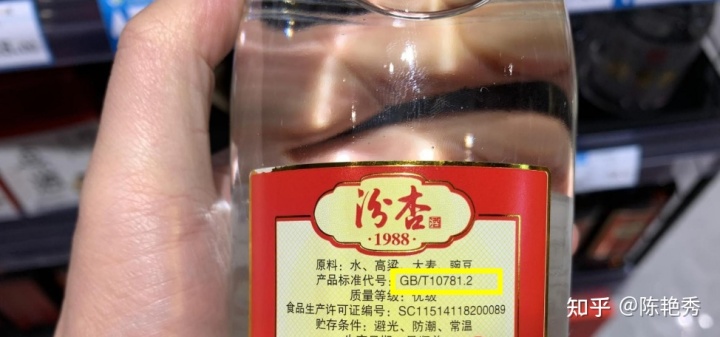 汾杏
·1988·
原料：水、高粱、大麦、豌豆
产品标准代号：GB/T10781.2
质量等级：优级
食品生产许可证编号：SC11514118200089
贮存条件：避光、防潮、常温
知乎 @陈艳秀